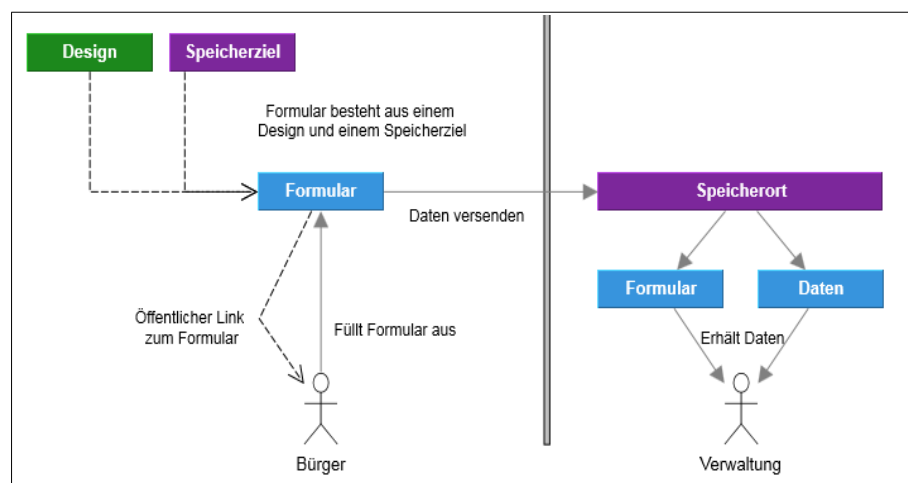 Design
Speicherziel
Formular besteht aus einem
Design und einem Speicherziel
Formular
Daten versenden
Speicherort
Formular
Daten
Öffentlicher Link
zum Formular
Füllt Formular aus
Erhält Daten
Bürger
Verwaltung